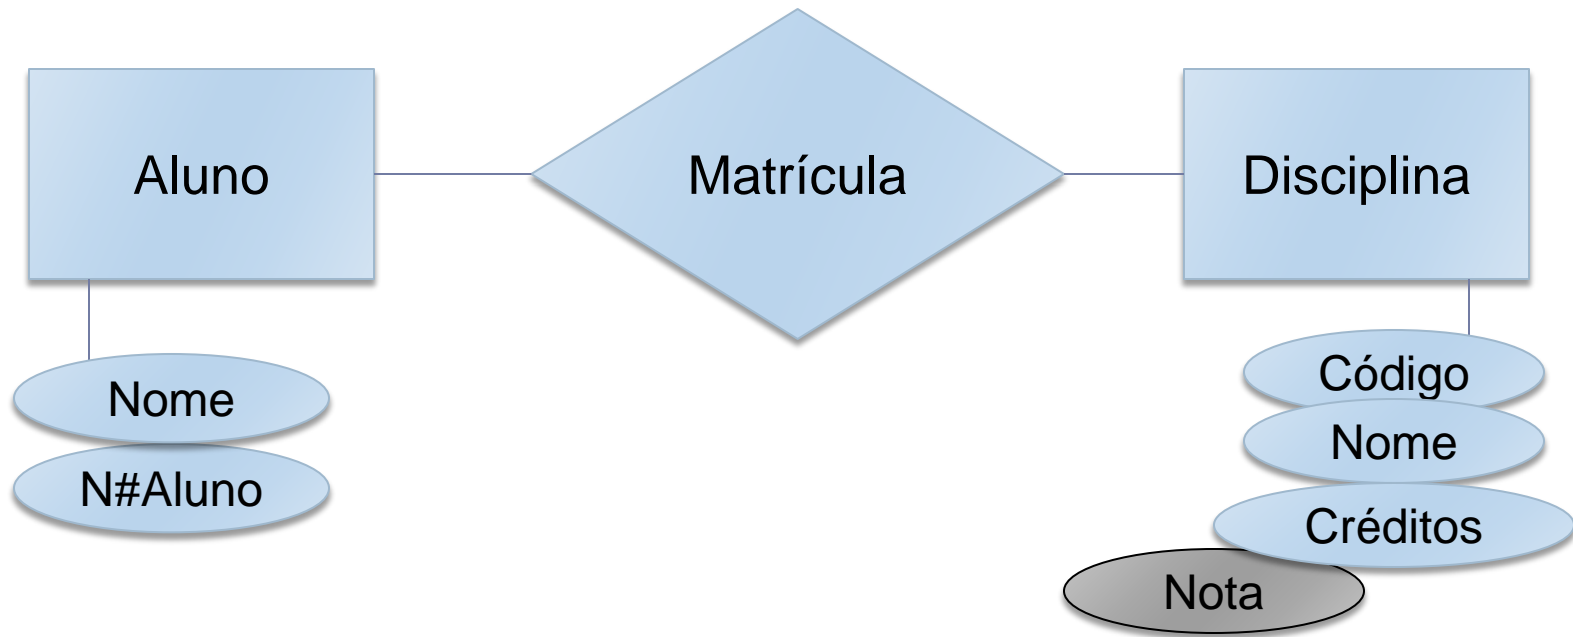 Aluno
Matrícula
Disciplina
Nome
N#Aluno
Código
Nome
Créditos
Nota